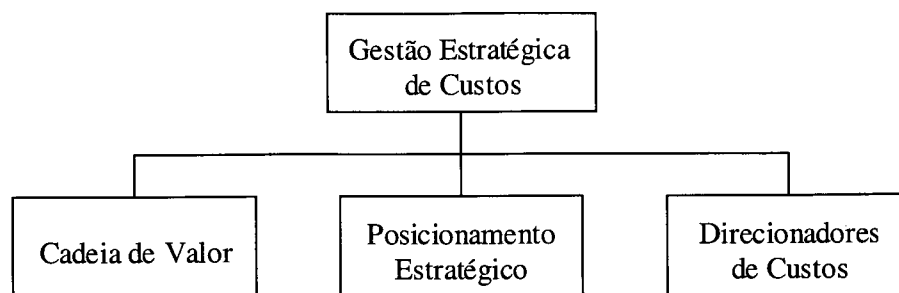 Gestão Estratégica
de Custos
Cadeia de Valor
Posicionamento
Estratégico
Direcionadores
de Custos